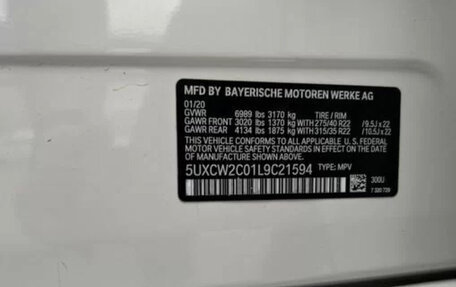 MFD BY BAYERISCHE MOTOREN WERKE AG
01/20
GVWR 6989 lbs 3170 kg TIRE / RIM
GAWR FRONT 3020 lbs 1370 KG WITH 275/40 R22 / 9.5J x 22
GAWR REAR 4134 lbs 1875 kg WITH 315/35 R22 / 10.5J x 22
THIS VEHICLE CONFORMS TO ALL APPLICABLE U. S. FEDERAL
MOTOR VEHICLE SAFETY STANDARDS IN EFFECT ON THE
DATE OF MANUFACTURE SHOWN ABOVE.
5UXCW2C01L9C21594 TYPE: MPV
300U
7 320 729